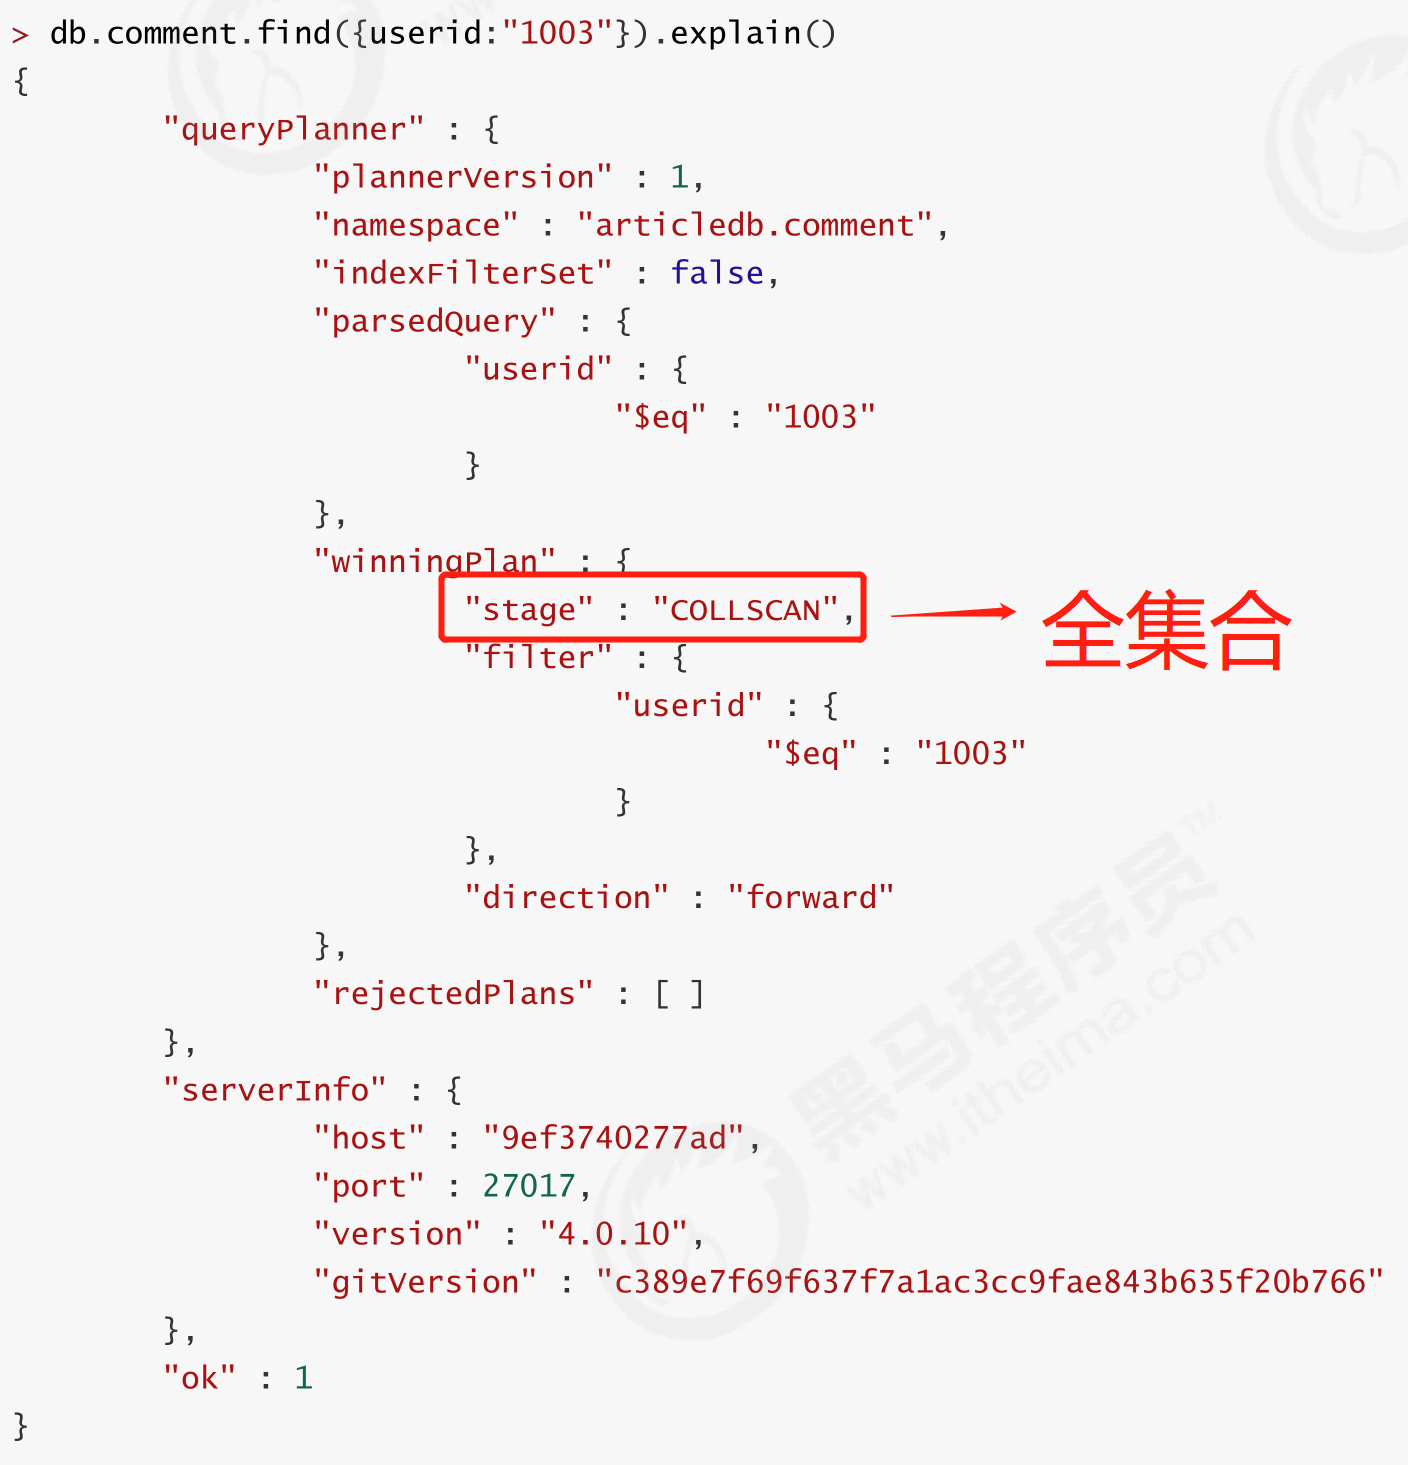 > db.comment.find({userid:"1003"}).explain()
{
"queryPlanner" : {
"plannerVersion" : 1,
"namespace" : "articledb.comment",
"indexFilterSet" : false,
"parsedQuery" : {
"userid" : {
"$eq" : "1003"
}
},
"winningPlan" : {
"stage" : "COLLSCAN",
全集合
"filter" : {
"userid" : {
"$eq" : "1003"
}
},
"direction" : "forward"
},
"rejectedPlans" : [ ]
},
"serverInfo" : {
"host" : "9ef3740277ad",
"port" : 27017,
"version" : "4.0.10",
"gitVersion" : "c389e7f69f637f7a1ac3cc9fae843b635f20b766"
},
"ok" : 1
}
黑马程序员™
www.itheima.com